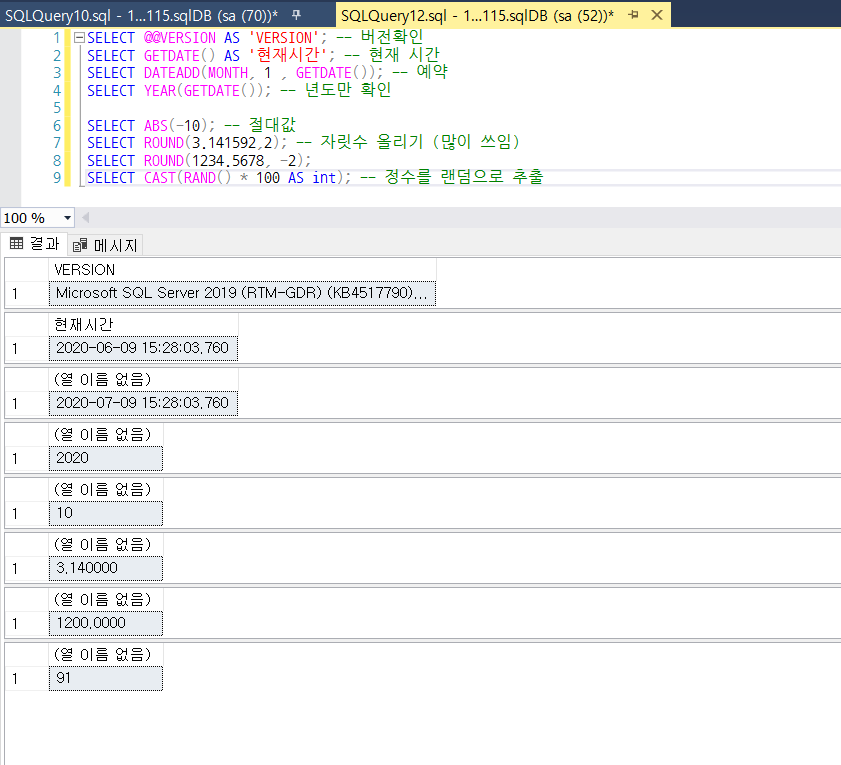 SQLQuery10.sql - 1...115.sqlDB (sa (70))* SQLQuery12.sql - 1...115.sqlDB (sa (52))*
1 SELECT @@VERSION AS 'VERSION'; -- 버전확인
2 SELECT GETDATE() AS '현재시간'; -- 현재 시간
3 SELECT DATEADD(MONTH, 1 , GETDATE()); -- 예약
4 SELECT YEAR(GETDATE()); -- 년도만 확인
5
6 SELECT ABS(-10); -- 절대값
7 SELECT ROUND(3.141592,2); -- 자릿수 올리기 (많이 쓰임)
8 SELECT ROUND(1234.5678, -2);
9 SELECT CAST(RAND() * 100 AS int); -- 정수를 랜덤으로 추출
100 %
결과 메시지
VERSION
1 Microsoft SQL Server 2019 (RTM-GDR) (KB4517790)...
현재시간
1 2020-06-09 15:28:03.760
(열 이름 없음)
1 2020-07-09 15:28:03.760
(열 이름 없음)
1 2020
(열 이름 없음)
1 10
(열 이름 없음)
1 3.140000
(열 이름 없음)
1 1200.0000
(열 이름 없음)
1 91